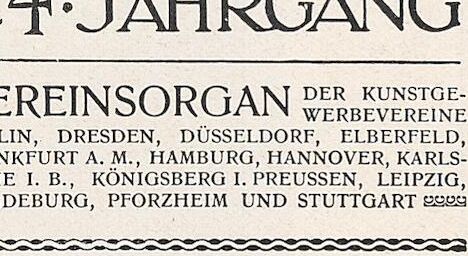 4. JAHRGANG
EREINSORGAN DER KUNSTGE-
WERBEVEREINE
LIN, DRESDEN, DÜSSELDORF, ELBERFELD,
NKFURT A. M., HAMBURG, HANNOVER, KARLS-
E I. B., KÖNIGSBERG I. PREUSSEN, LEIPZIG,
DEBURG, PFORZHEIM UND STUTTGART